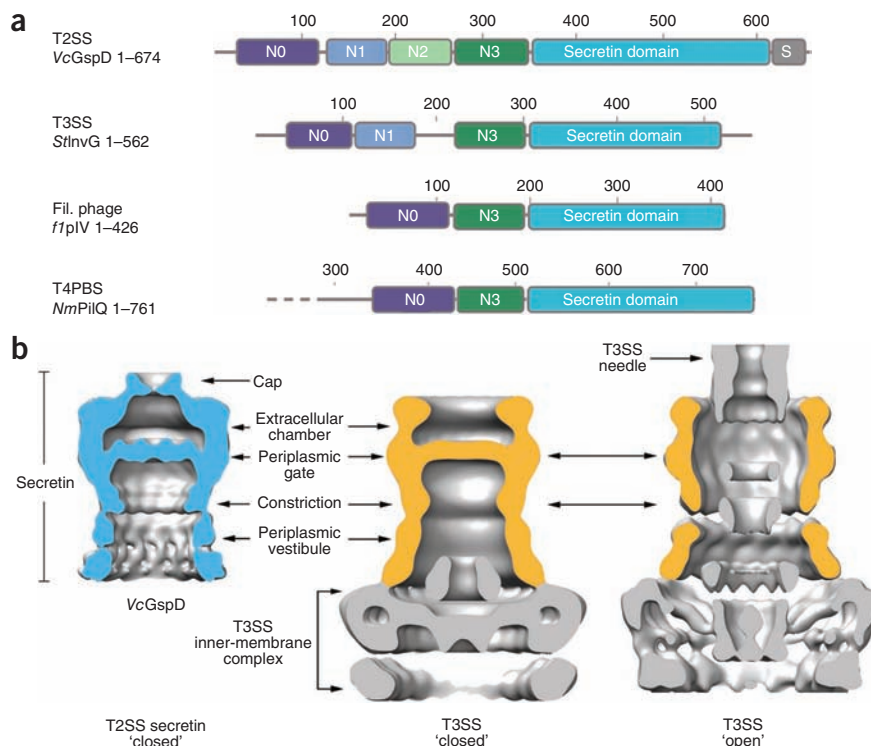 a
T2SS
VcGspD 1–674
100 200 300 400 500 600
N0 N1 N2 N3 Secretin domain S
T3SS
StInvG 1–562
100 200 300 400 500
N0 N1 N3 Secretin domain
Fil. phage
f1pIV 1–426
100 200 300 400
N0 N3 Secretin domain
T4PBS
NmPilQ 1–761
300 400 500 600 700
N0 N3 Secretin domain
b
T3SS
needle
Cap
Extracellular
chamber
Periplasmic
gate
Secretin
Constriction
Periplasmic
vestibule
VcGspD
T3SS
inner-membrane
complex
T2SS secretin
'closed'
T3SS
'closed'
T3SS
'open'